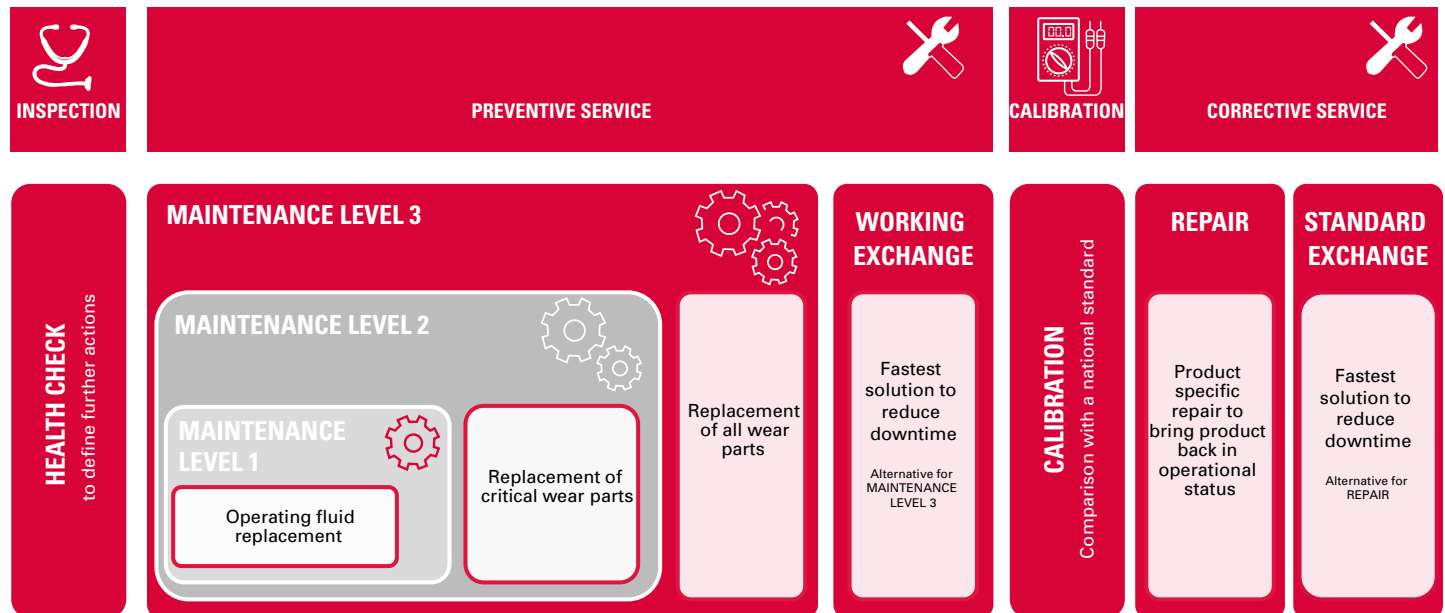 INSPECTION
PREVENTIVE SERVICE
00.0
CALIBRATION
CORRECTIVE SERVICE
HEALTH CHECK
to define further actions
MAINTENANCE LEVEL 3
MAINTENANCE LEVEL 2
MAINTENANCE
LEVEL 1
Operating fluid
replacement
Replacement of
critical wear parts
Replacement
of all wear
parts
WORKING
EXCHANGE
Fastest
solution to
reduce
downtime
Alternative for
MAINTENANCE
LEVEL 3
CALIBRATION
Comparison with a national standard
REPAIR
Product
specific
repair to
bring product
back in
operational
status
STANDARD
EXCHANGE
Fastest
solution to
reduce
downtime
Alternative for
REPAIR